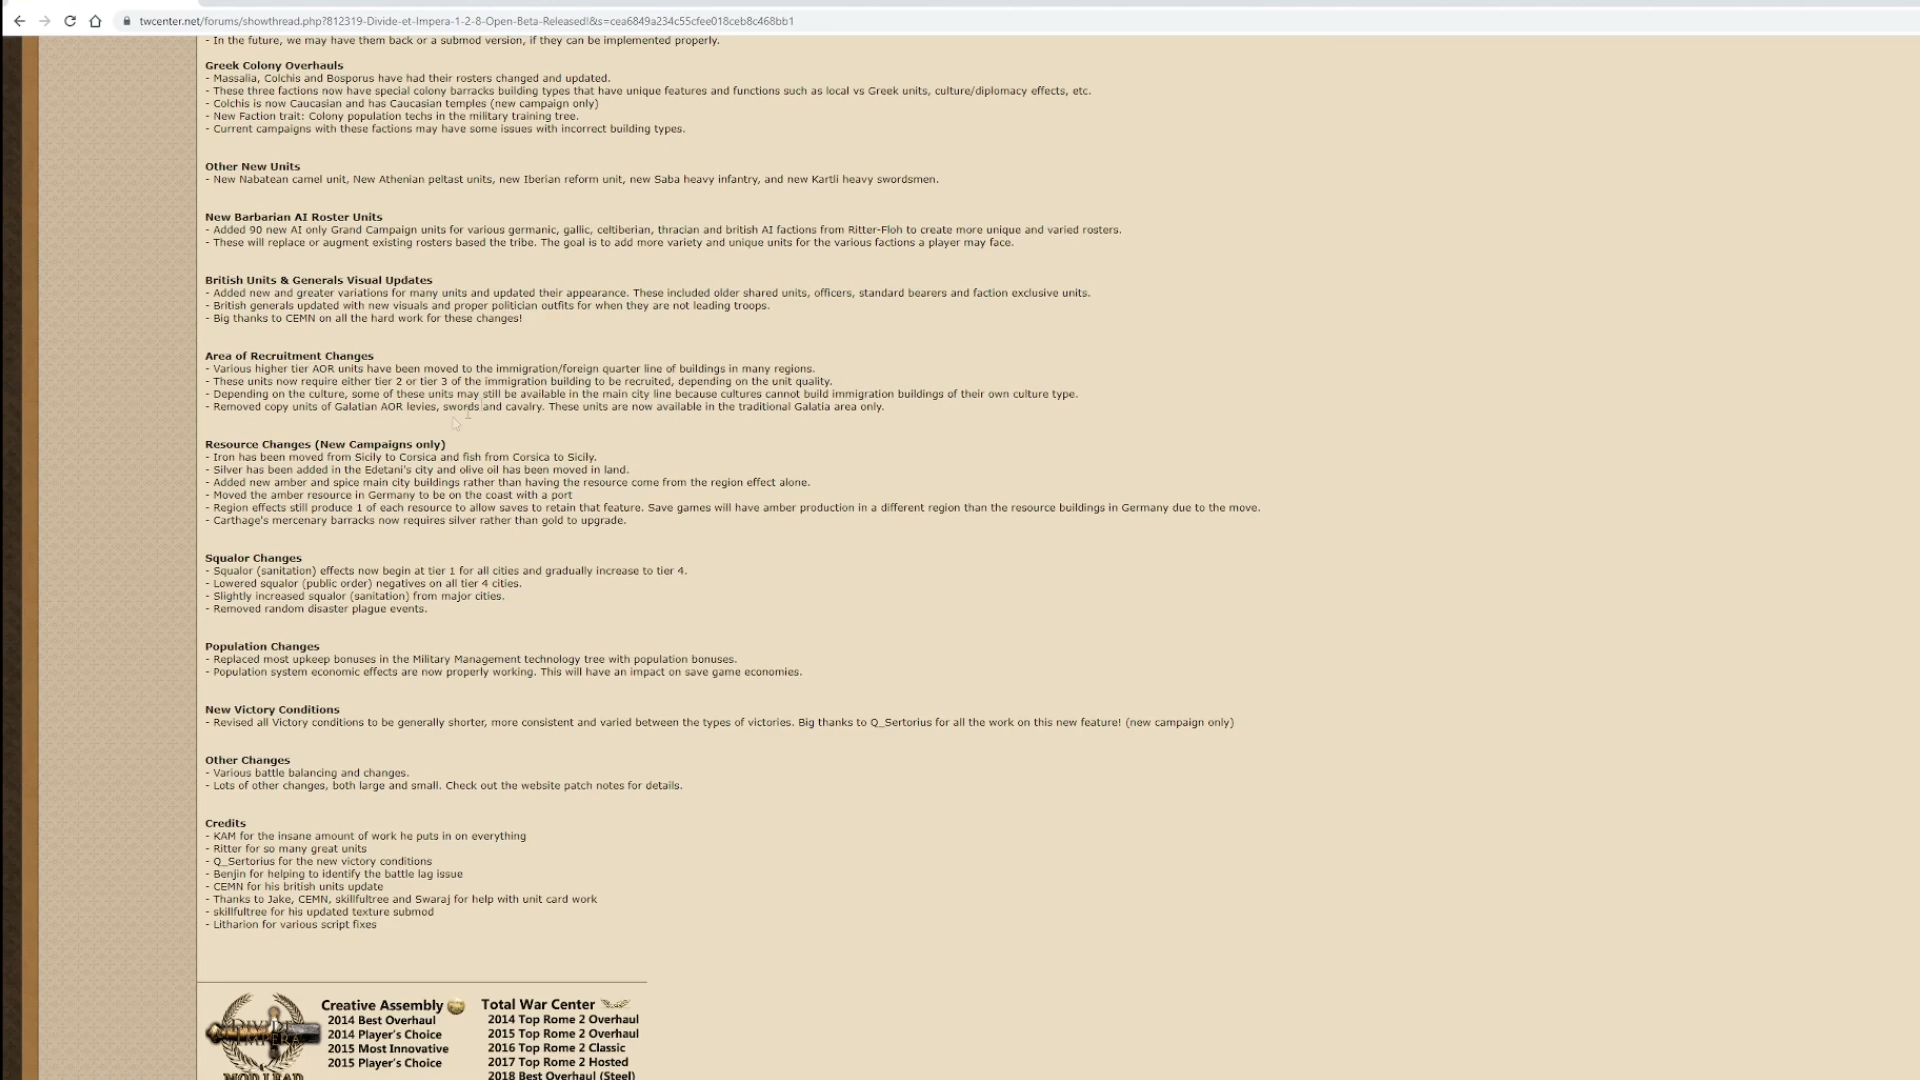 twcenter.net/forums/showthread.php?812319-Divide-et-Impera-1-2-8-Open-Beta-Released!&s=cea6849a234c55cfee018ceb8c468bb1
- In the future, we may have them back or a submod version, if they can be implemented properly.
Greek Colony Overhauls
- Massalia, Colchis and Bosporus have had their rosters changed and updated.
- These three factions now have special colony barracks building types that have unique features and functions such as local vs Greek units, culture/diplomacy effects, etc.
- Colchis is now Caucasian and has Caucasian temples (new campaign only)
- New Faction trait: Colony population techs in the military training tree.
- Current campaigns with these factions may have some issues with incorrect building types.
Other New Units
- New Nabatean camel unit, New Athenian peltast units, new Iberian reform unit, new Saba heavy infantry, and new Kartli heavy swordsmen.
New Barbarian AI Roster Units
- Added 90 new AI only Grand Campaign units for various germanic, gallic, celtiberian, thracian and british AI factions from Ritter-Floh to create more unique and varied rosters.
- These will replace or augment existing rosters based the tribe. The goal is to add more variety and unique units for the various factions a player may face.
British Units & Generals Visual Updates
- Added new and greater variations for many units and updated their appearance. These included older shared units, officers, standard bearers and faction exclusive units.
- British generals updated with new visuals and proper politician outfits for when they are not leading troops.
- Big thanks to CEMN on all the hard work for these changes!
Area of Recruitment Changes
- Various higher tier AOR units have been moved to the immigration/foreign quarter line of buildings in many regions.
- These units now require either tier 2 or tier 3 of the immigration building to be recruited, depending on the unit quality.
- Depending on the culture, some of these units may still be available in the main city line because cultures cannot build immigration buildings of their own culture type.
- Removed copy units of Galatian AOR levies, swords and cavalry. These units are now available in the traditional Galatia area only.
Resource Changes (New Campaigns only)
- Iron has been moved from Sicily to Corsica and fish from Corsica to Sicily.
- Silver has been added in the Edetani's city and olive oil has been moved in land.
- Added new amber and spice main city buildings rather than having the resource come from the region effect alone.
- Moved the amber resource in Germany to be on the coast with a port
- Region effects still produce 1 of each resource to allow saves to retain that feature. Save games will have amber production in a different region than the resource buildings in Germany due to the move.
- Carthage's mercenary barracks now requires silver rather than gold to upgrade.
Squalor Changes
- Squalor (sanitation) effects now begin at tier 1 for all cities and gradually increase to tier 4.
- Lowered squalor (public order) negatives on all tier 4 cities.
- Slightly increased squalor (sanitation) from major cities.
- Removed random disaster plague events.
Population Changes
- Replaced most upkeep bonuses in the Military Management technology tree with population bonuses.
- Population system economic effects are now properly working. This will have an impact on save game economies.
New Victory Conditions
- Revised all Victory conditions to be generally shorter, more consistent and varied between the types of victories. Big thanks to Q_Sertorius for all the work on this new feature! (new campaign only)
Other Changes
- Various battle balancing and changes.
- Lots of other changes, both large and small. Check out the website patch notes for details.
Credits
- KAM for the insane amount of work he puts in on everything
- Ritter for so many great units
- Q_Sertorius for the new victory conditions
- Benjin for helping to identify the battle lag issue
- CEMN for his british units update
- Thanks to Jake, CEMN, skillfultree and Swaraj for help with unit card work
- skillfultree for his updated texture submod
- Litharion for various script fixes
Creative Assembly
2014 Best Overhaul
2014 Player's Choice
2015 Most Innovative
2015 Player's Choice
Total War Center
2014 Top Rome 2 Overhaul
2015 Top Rome 2 Overhaul
2016 Top Rome 2 Classic
2017 Top Rome 2 Hosted
2018 Best Overhaul (Steel)
MOD LEAD